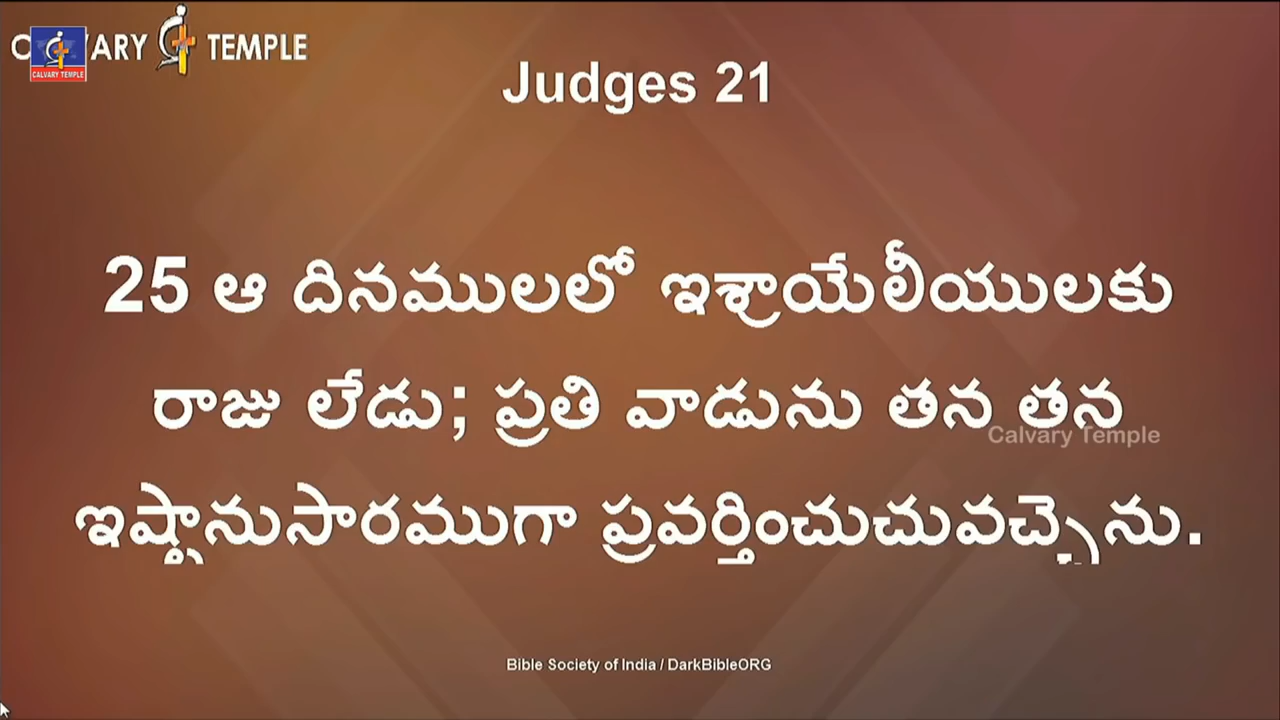 CALVARY TEMPLE
CALVARY TEMPLE
Judges 21
25 ఆ దినములలో ఇశ్రాయేలీయులకు
రాజు లేడు; ప్రతి వాడును తన తన
Calvary Temple
ఇష్టానుసారముగా ప్రవర్తించుచువచ్చెను.
Bible Society of India / DarkBibleORG